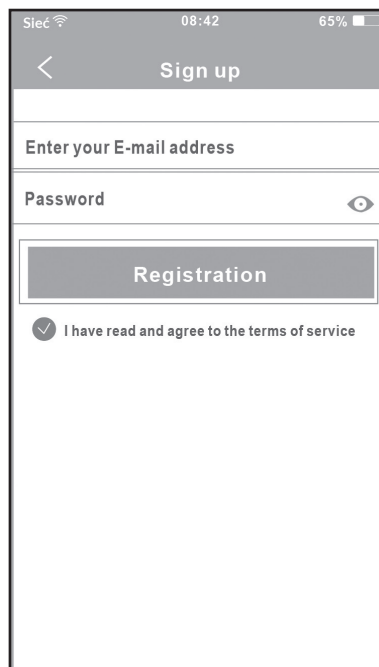 Sieć 08:42 65%
Sign up
Enter your E-mail address
Password
Registration
I have read and agree to the terms of service